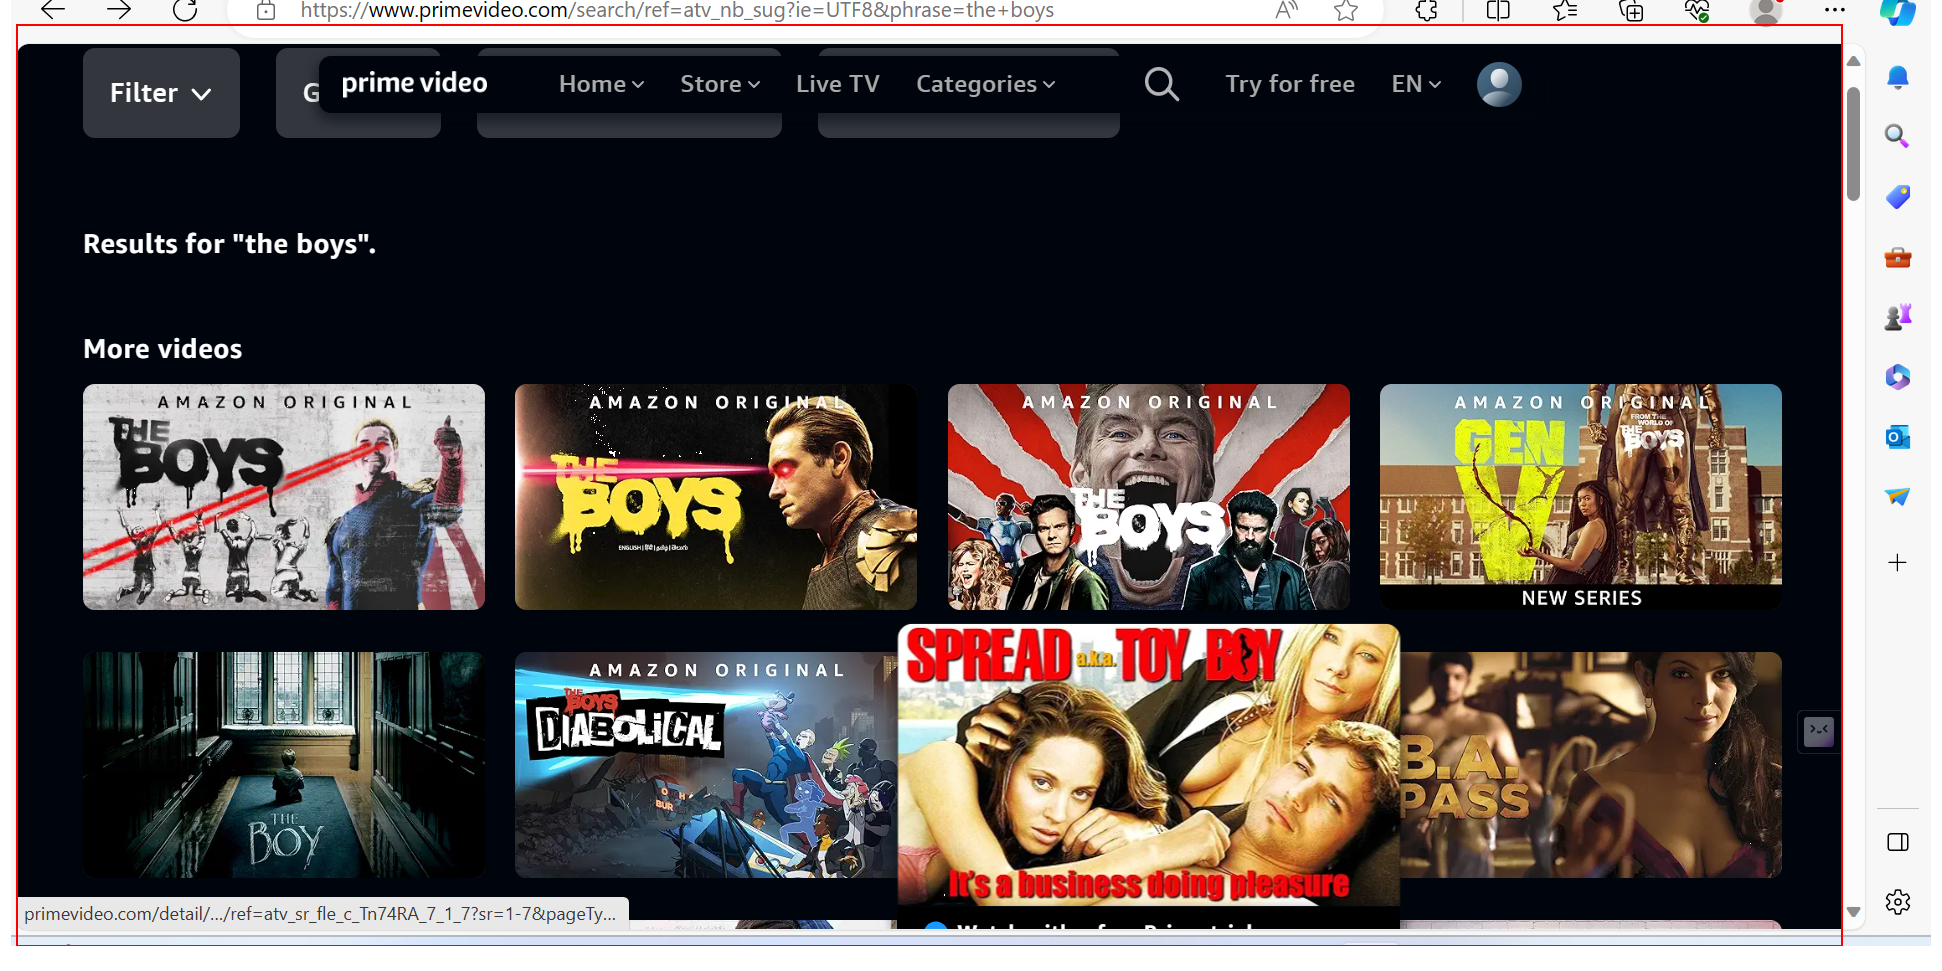 https://www.primevideo.com/search/ref=atv_nb_sug?ie=UTF8&phrase=the+boys
Filter
G
prime video
Home
Store
Live TV
Categories
Try for free
EN
Results for "the boys".
More videos
AMAZON ORIGINAL
THE
BOYS
AMAZON ORIGINAL
THE
BOYS
AMAZON ORIGINAL
THE
BOYS
AMAZON ORIGINAL
GEN
V
FROM THE
WORLD OF
THE
BOYS
NEW SERIES
THE
BOY
AMAZON ORIGINAL
THE
BOYS
DIABOLICAL
SPREAD a.k.a. TOY BOY
It's a business doing pleasure
B.A.
PASS
primevideo.com/detail/.../ref=atv_sr_fle_c_Tn74RA_7_1_7?sr=1-7&pageTy...